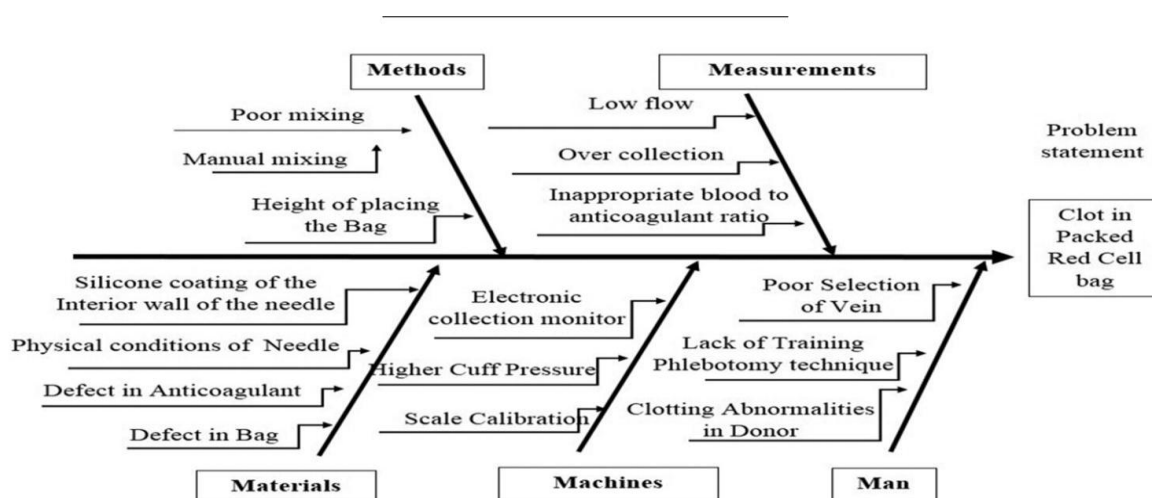 Methods
Measurements
Poor mixing
Manual mixing
Height of placing
the Bag
Low flow
Over collection
Inappropriate blood to
anticoagulant ratio
Problem
statement
Clot in
Packed
Red Cell
bag
Silicone coating of the
Interior wall of the needle
Physical conditions of Needle
Defect in Anticoagulant
Defect in Bag
Electronic
collection monitor
Higher Cuff Pressure
Scale Calibration
Poor Selection
of Vein
Lack of Training
Phlebotomy technique
Clotting Abnormalities
in Donor
Materials
Machines
Man